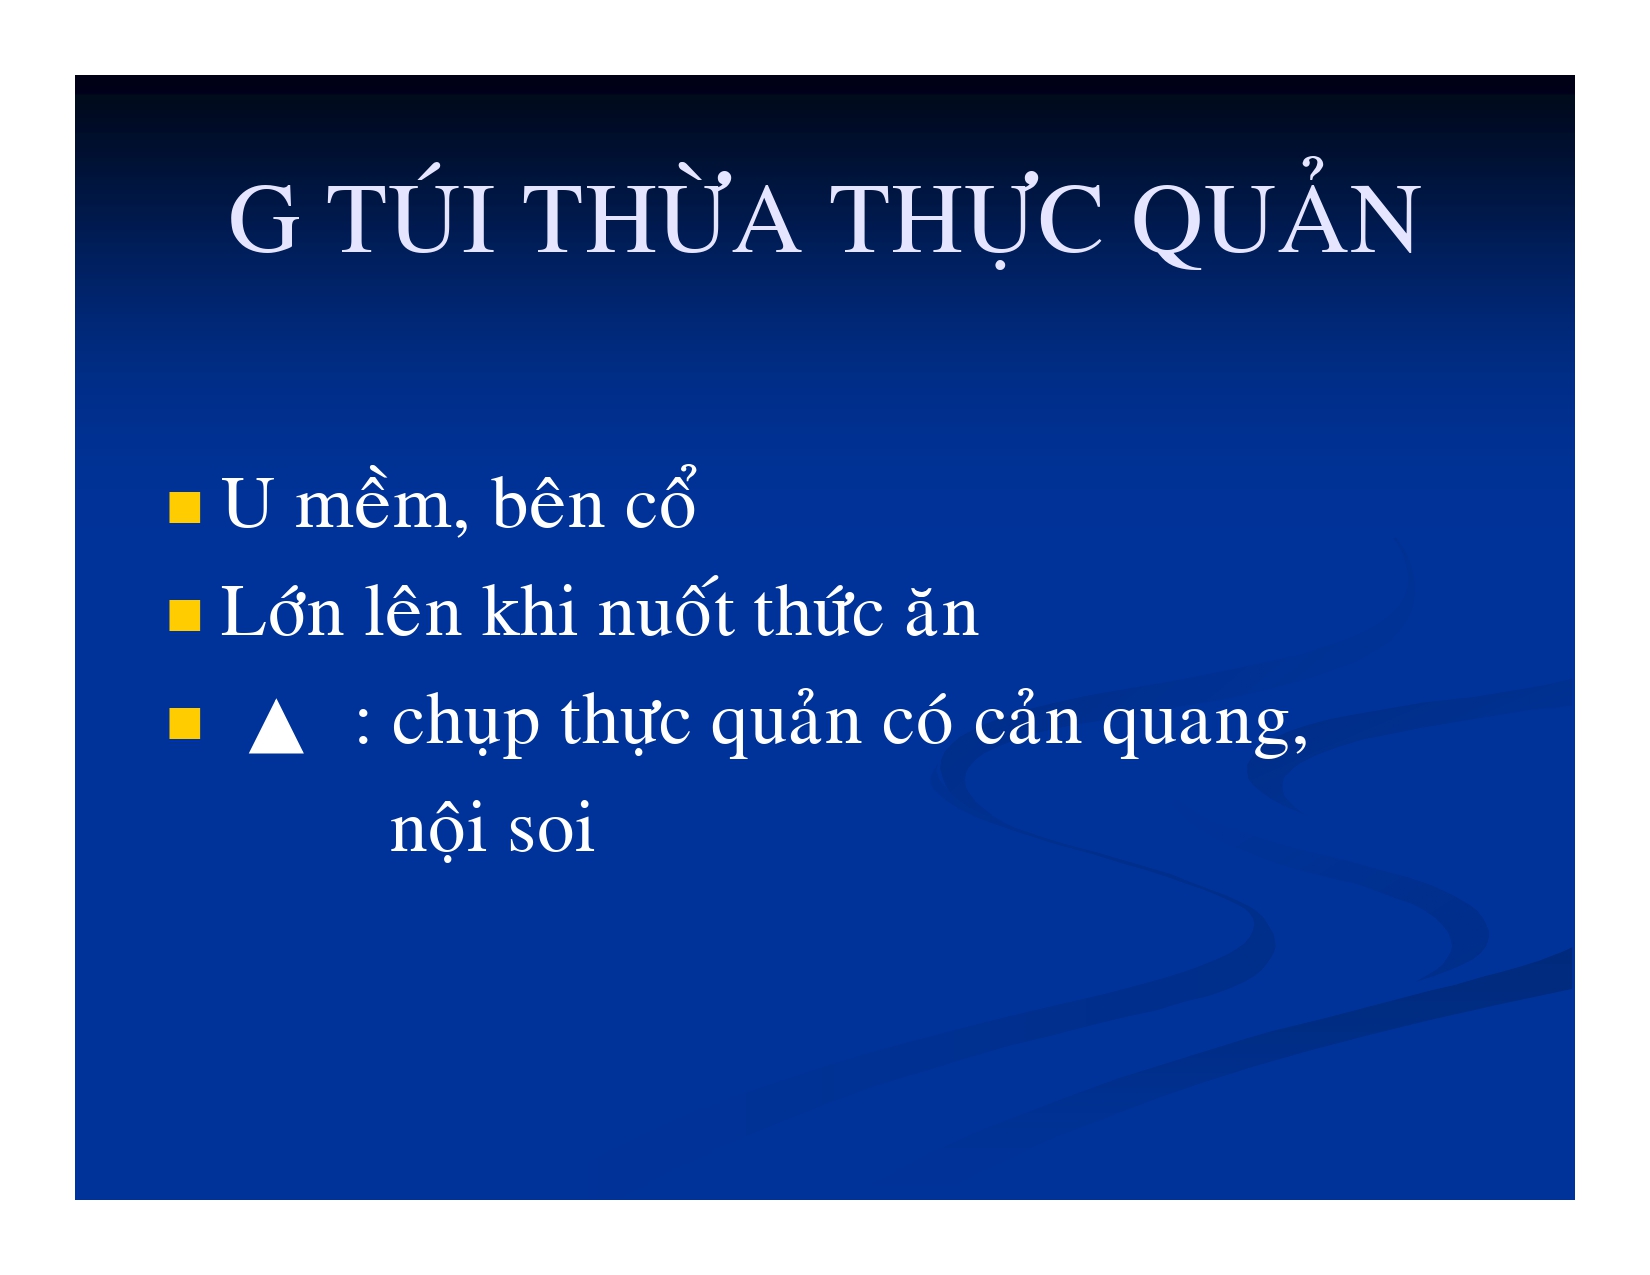 G TÚI THỪA THỰC QUẢN
U mềm, bên cổ
Lớn lên khi nuốt thức ăn
▲ : chụp thực quản có cản quang,
nội soi